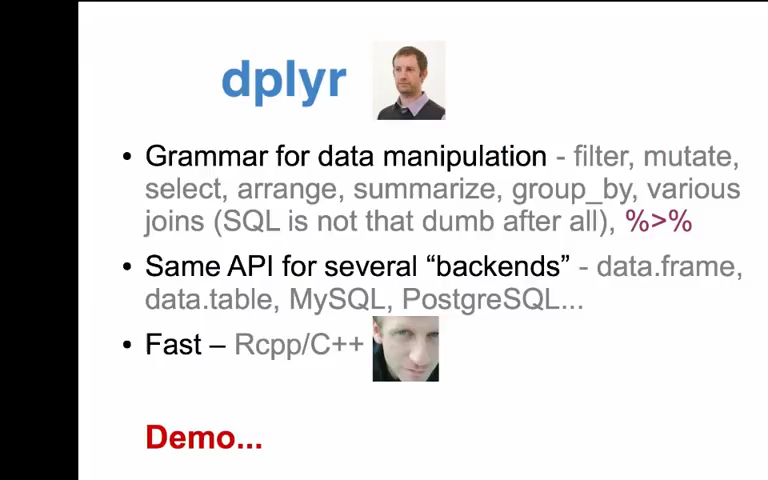 dplyr
• Grammar for data manipulation - filter, mutate,
select, arrange, summarize, group_by, various
joins (SQL is not that dumb after all), %>%
• Same API for several “backends” - data.frame,
data.table, MySQL, PostgreSQL...
• Fast – Rcpp/C++
Demo...